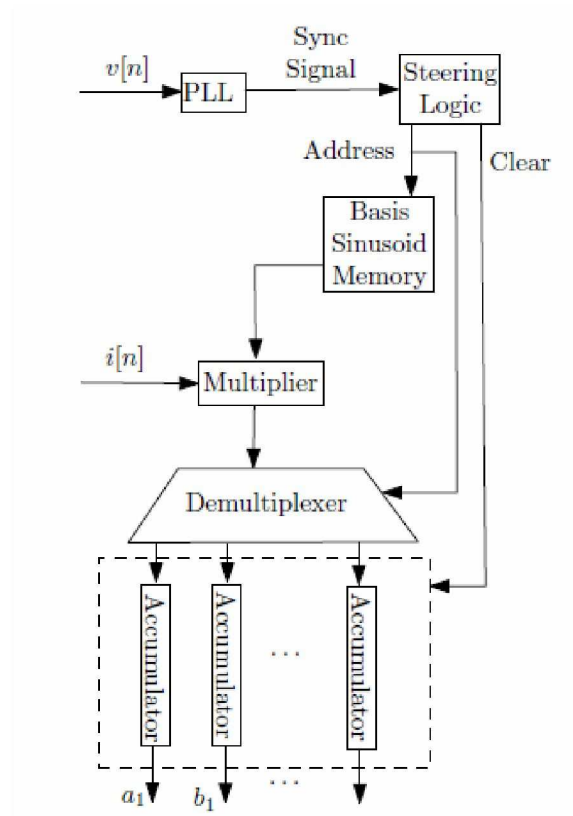 Sync
Signal
v[n]
PLL
Steering
Logic
Address
Clear
Basis
Sinusoid
Memory
i[n]
Multiplier
Demultiplexer
Accumulator
Accumulator
...
Accumulator
a₁
b₁
...